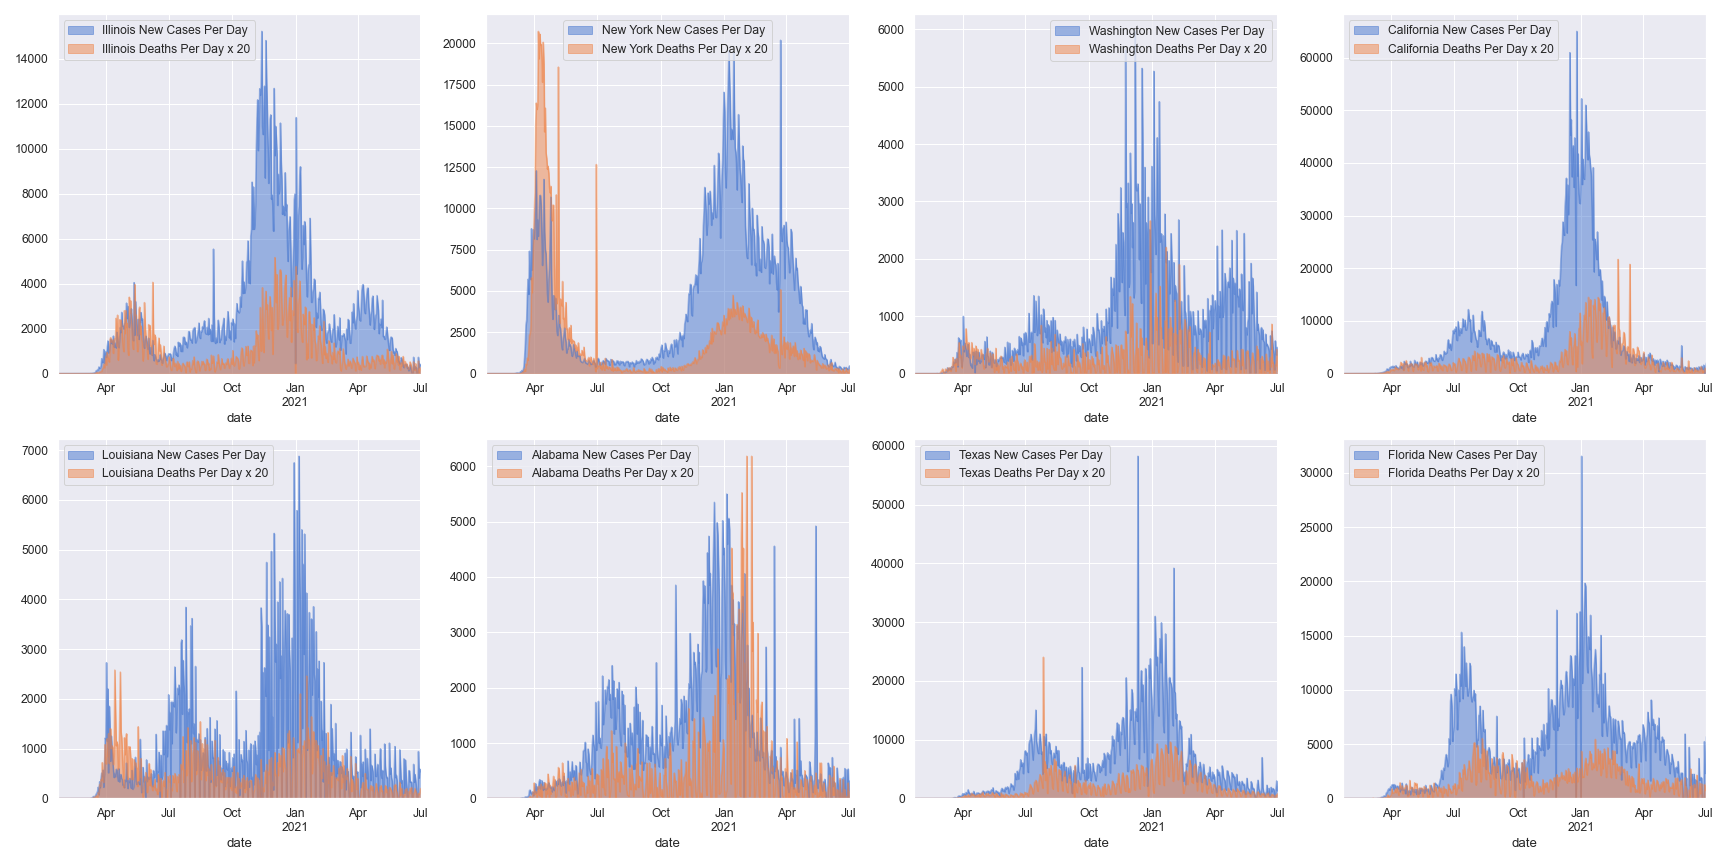 Illinois New Cases Per Day
Illinois Deaths Per Day x 20
14000
12000
10000
8000
6000
4000
2000
0
Apr Jul Oct Jan Apr Jul
2021
date
New York New Cases Per Day
New York Deaths Per Day x 20
20000
17500
15000
12500
10000
7500
5000
2500
0
Apr Jul Oct Jan Apr Jul
2021
date
Washington New Cases Per Day
Washington Deaths Per Day x 20
6000
5000
4000
3000
2000
1000
0
Apr Jul Oct Jan Apr Jul
2021
date
California New Cases Per Day
California Deaths Per Day x 20
60000
50000
40000
30000
20000
10000
0
Apr Jul Oct Jan Apr Jul
2021
date
Louisiana New Cases Per Day
Louisiana Deaths Per Day x 20
7000
6000
5000
4000
3000
2000
1000
0
Apr Jul Oct Jan Apr Jul
2021
date
Alabama New Cases Per Day
Alabama Deaths Per Day x 20
6000
5000
4000
3000
2000
1000
0
Apr Jul Oct Jan Apr Jul
2021
date
Texas New Cases Per Day
Texas Deaths Per Day x 20
60000
50000
40000
30000
20000
10000
0
Apr Jul Oct Jan Apr Jul
2021
date
Florida New Cases Per Day
Florida Deaths Per Day x 20
30000
25000
20000
15000
10000
5000
0
Apr Jul Oct Jan Apr Jul
2021
date